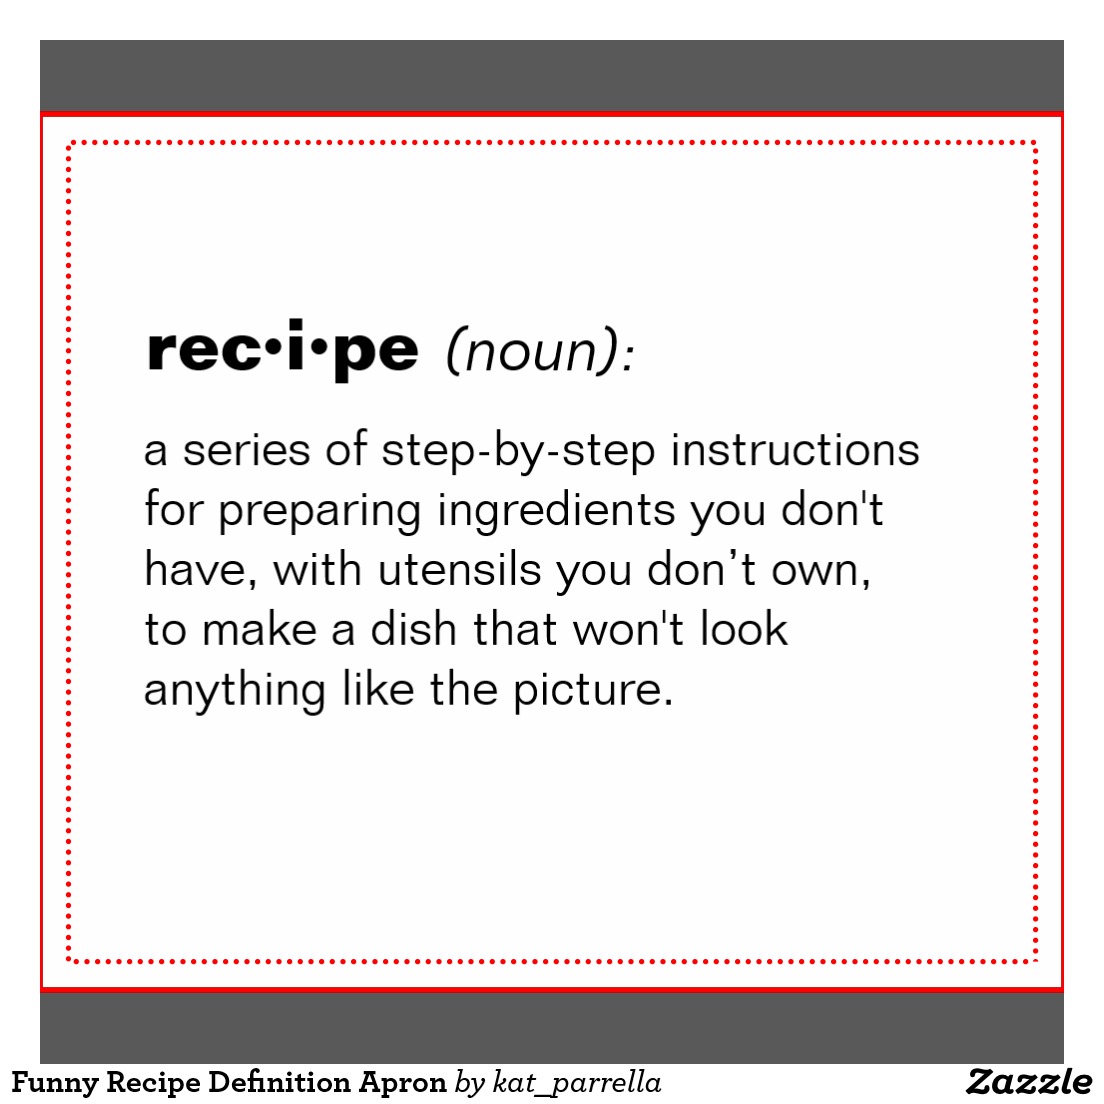 rec•i•pe (noun):
a series of step-by-step instructions
for preparing ingredients you don't
have, with utensils you don’t own,
to make a dish that won't look
anything like the picture.
Funny Recipe Definition Apron by kat_parrella
Zazzle